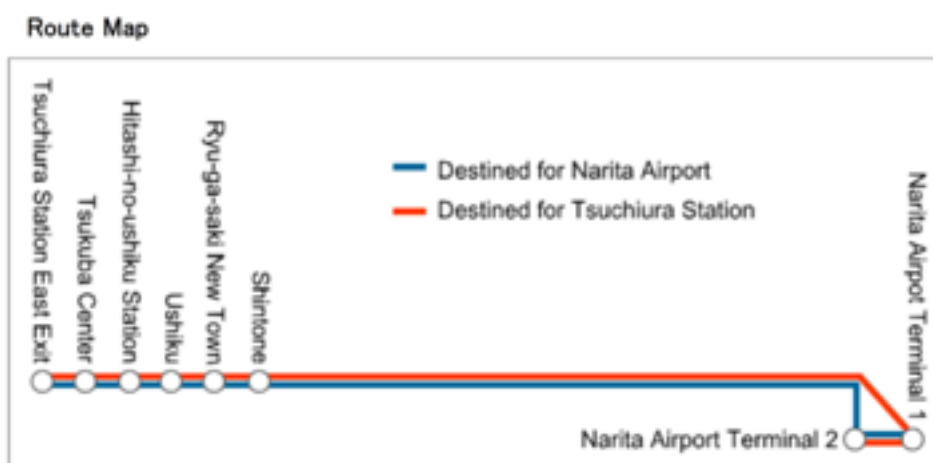 Route Map
Tsuchiura Station East Exit
Tsukuba Center
Hitashi-no-ushiku Station
Ushiku
Ryu-ga-saki New Town
Shintone
Destined for Narita Airport
Destined for Tsuchiura Station
Narita Airpot Terminal 1
Narita Airport Terminal 2